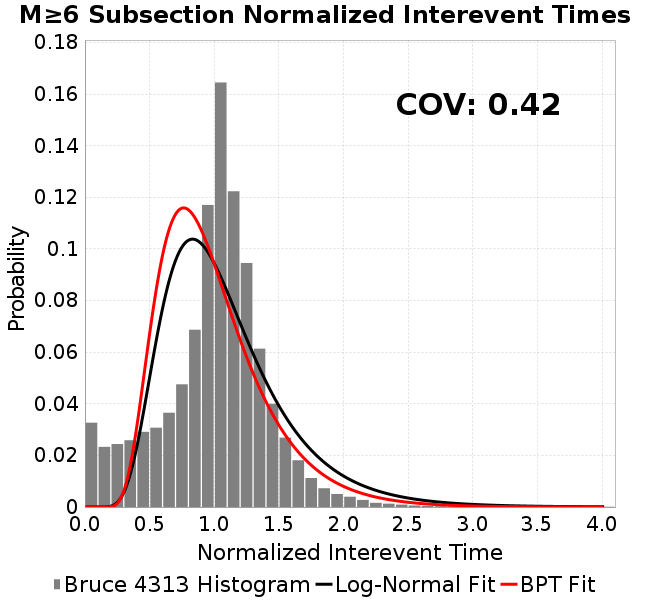 M≥6 Subsection Normalized Interevent Times
COV: 0.42
Probability
0.18
0.16
0.14
0.12
0.1
0.08
0.06
0.04
0.02
0
0.0 0.5 1.0 1.5 2.0 2.5 3.0 3.5 4.0
Normalized Interevent Time
Bruce 4313 Histogram Log-Normal Fit BPT Fit